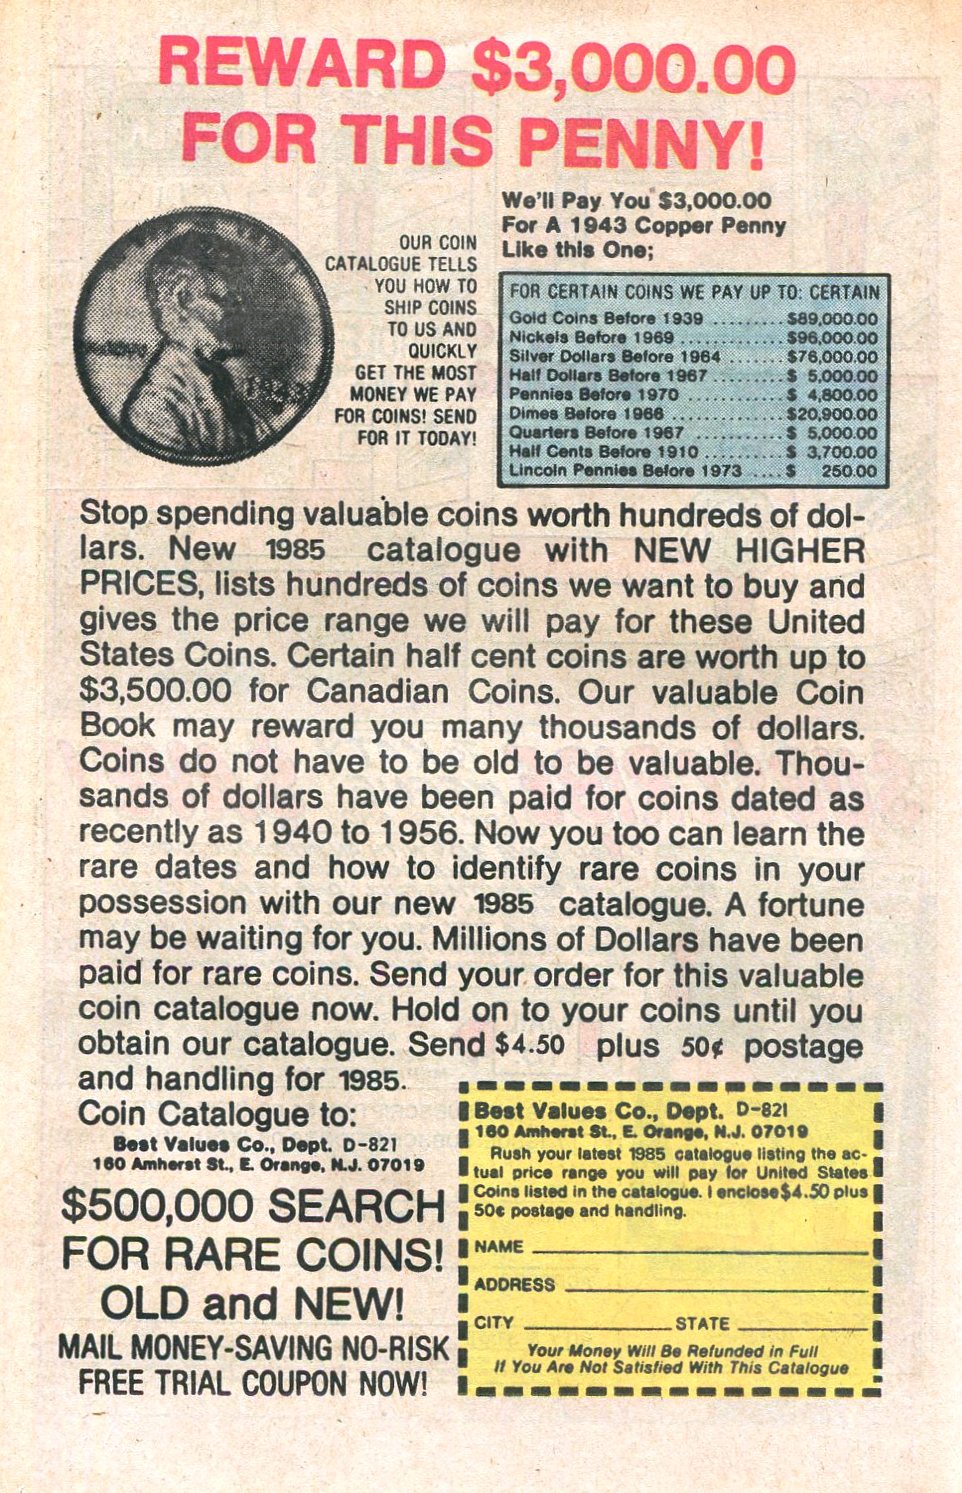 REWARD $3,000.00
FOR THIS PENNY!
We'll Pay You $3,000.00
For A 1943 Copper Penny
Like this One;
OUR COIN
CATALOGUE TELLS
YOU HOW TO
SHIP COINS
TO US AND
QUICKLY
GET THE MOST
MONEY WE PAY
FOR COINS! SEND
FOR IT TODAY!
1943
FOR CERTAIN COINS WE PAY UP TO: CERTAIN
Gold Coins Before 1939 ......... $89,000.00
Nickels Before 1969 ............ $96,000.00
Silver Dollars Before 1964 ...... $76,000.00
Half Dollars Before 1967 ......... $ 5,000.00
Pennies Before 1970 ............ $ 4,800.00
Dimes Before 1966 .............. $20,900.00
Quarters Before 1967 ........... $ 5,000.00
Half Cents Before 1910 .......... $ 3,700.00
Lincoln Pennies Before 1973 .... $ 250.00
Stop spending valuable coins worth hundreds of dol-
lars. New 1985 catalogue with NEW HIGHER
PRICES, lists hundreds of coins we want to buy and
gives the price range we will pay for these United
States Coins. Certain half cent coins are worth up to
$3,500.00 for Canadian Coins. Our valuable Coin
Book may reward you many thousands of dollars.
Coins do not have to be old to be valuable. Thou-
sands of dollars have been paid for coins dated as
recently as 1940 to 1956. Now you too can learn the
rare dates and how to identify rare coins in your
possession with our new 1985 catalogue. A fortune
may be waiting for you. Millions of Dollars have been
paid for rare coins. Send your order for this valuable
coin catalogue now. Hold on to your coins until you
obtain our catalogue. Send $4.50 plus 50¢ postage
and handling for 1985.
Coin Catalogue to:
Best Values Co., Dept. D-821
160 Amherst St., E. Orange, N.J. 07019
$500,000 SEARCH
FOR RARE COINS!
OLD and NEW!
MAIL MONEY-SAVING NO-RISK
FREE TRIAL COUPON NOW!
Best Values Co., Dept. D-821
160 Amherst St., E. Orange, N.J. 07019
Rush your latest 1985 catalogue listing the ac-
tual price range you will pay for United States
Coins listed in the catalogue. I enclose $4.50 plus
50¢ postage and handling.
NAME
ADDRESS
CITY STATE
Your Money Will Be Refunded in Full
If You Are Not Satisfied With This Catalogue